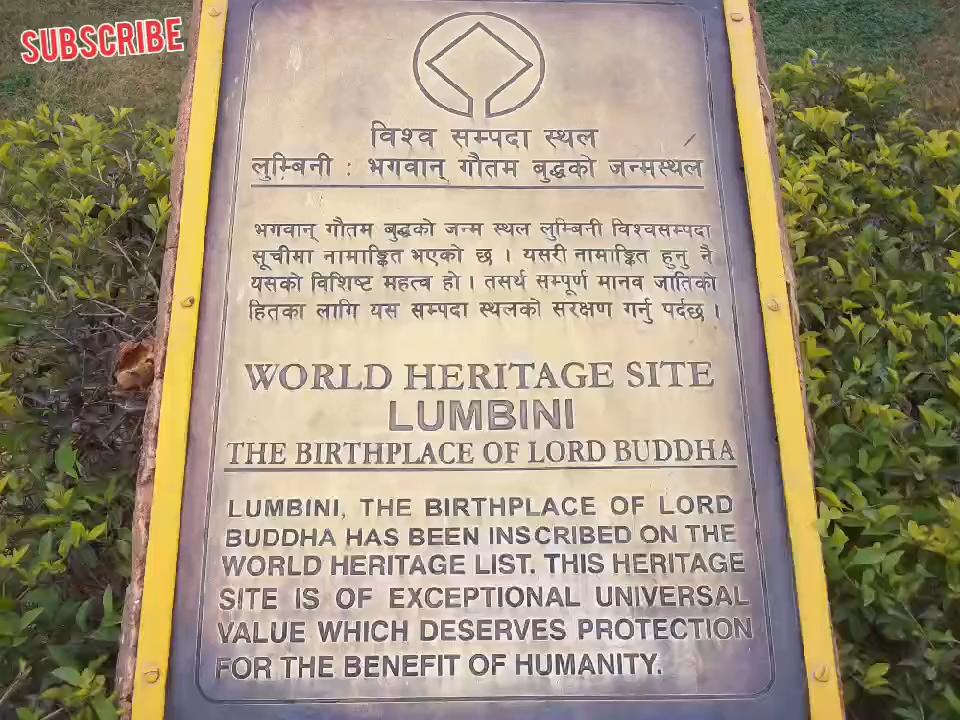 SUBSCRIBE
विश्व सम्पदा स्थल
लुम्बिनी : भगवान् गौतम बुद्धको जन्मस्थल
भगवान् गौतम बुद्धको जन्म स्थल लुम्बिनी विश्वसम्पदा
सूचीमा नामाङ्कित भएको छ । यसरी नामाङ्कित हुनु नै
यसको विशिष्ट महत्व हो । तसर्थ सम्पूर्ण मानव जातिको
हितका लागि यस सम्पदा स्थलको संरक्षण गर्नु पर्दछ ।
WORLD HERITAGE SITE
LUMBINI
THE BIRTHPLACE OF LORD BUDDHA
LUMBINI, THE BIRTHPLACE OF LORD
BUDDHA HAS BEEN INSCRIBED ON THE
WORLD HERITAGE LIST. THIS HERITAGE
SITE IS OF EXCEPTIONAL UNIVERSAL
VALUE WHICH DESERVES PROTECTION
FOR THE BENEFIT OF HUMANITY.